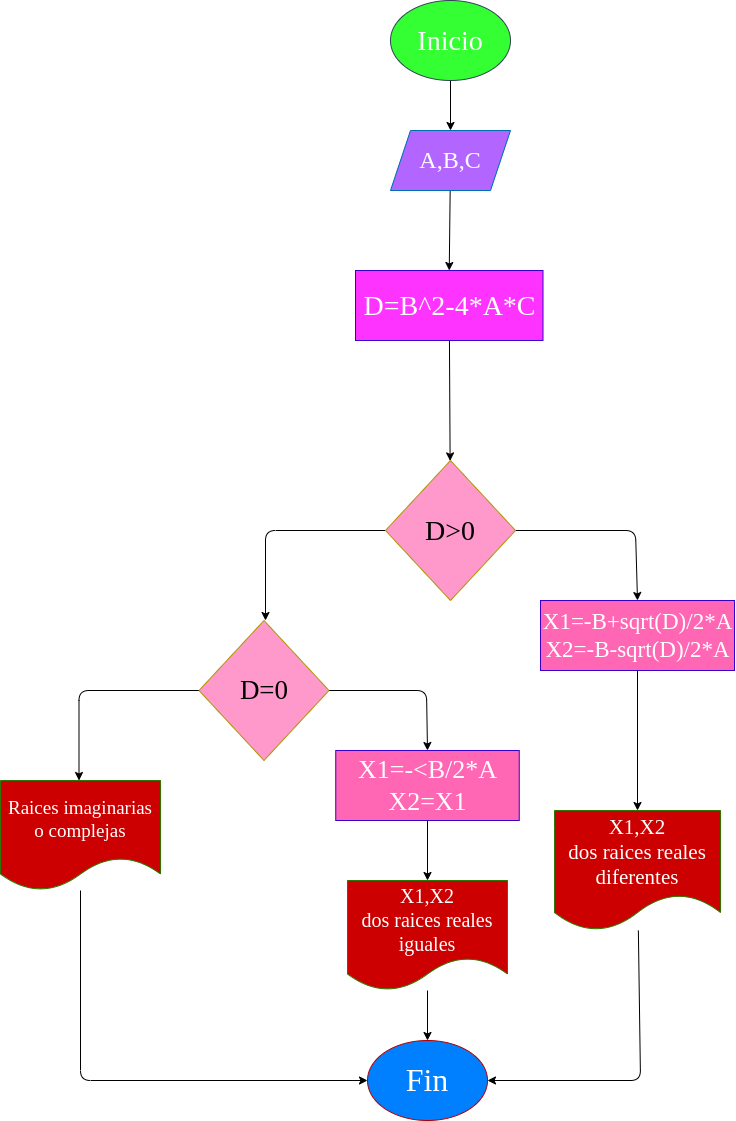 Inicio
A,B,C
D=B^2-4*A*C
D>0
X1=-B+sqrt(D)/2*A
X2=-B-sqrt(D)/2*A
D=0
X1=-<B/2*A
X2=X1
Raices imaginarias
o complejas
X1,X2
dos raices reales
diferentes
X1,X2
dos raices reales
iguales
Fin